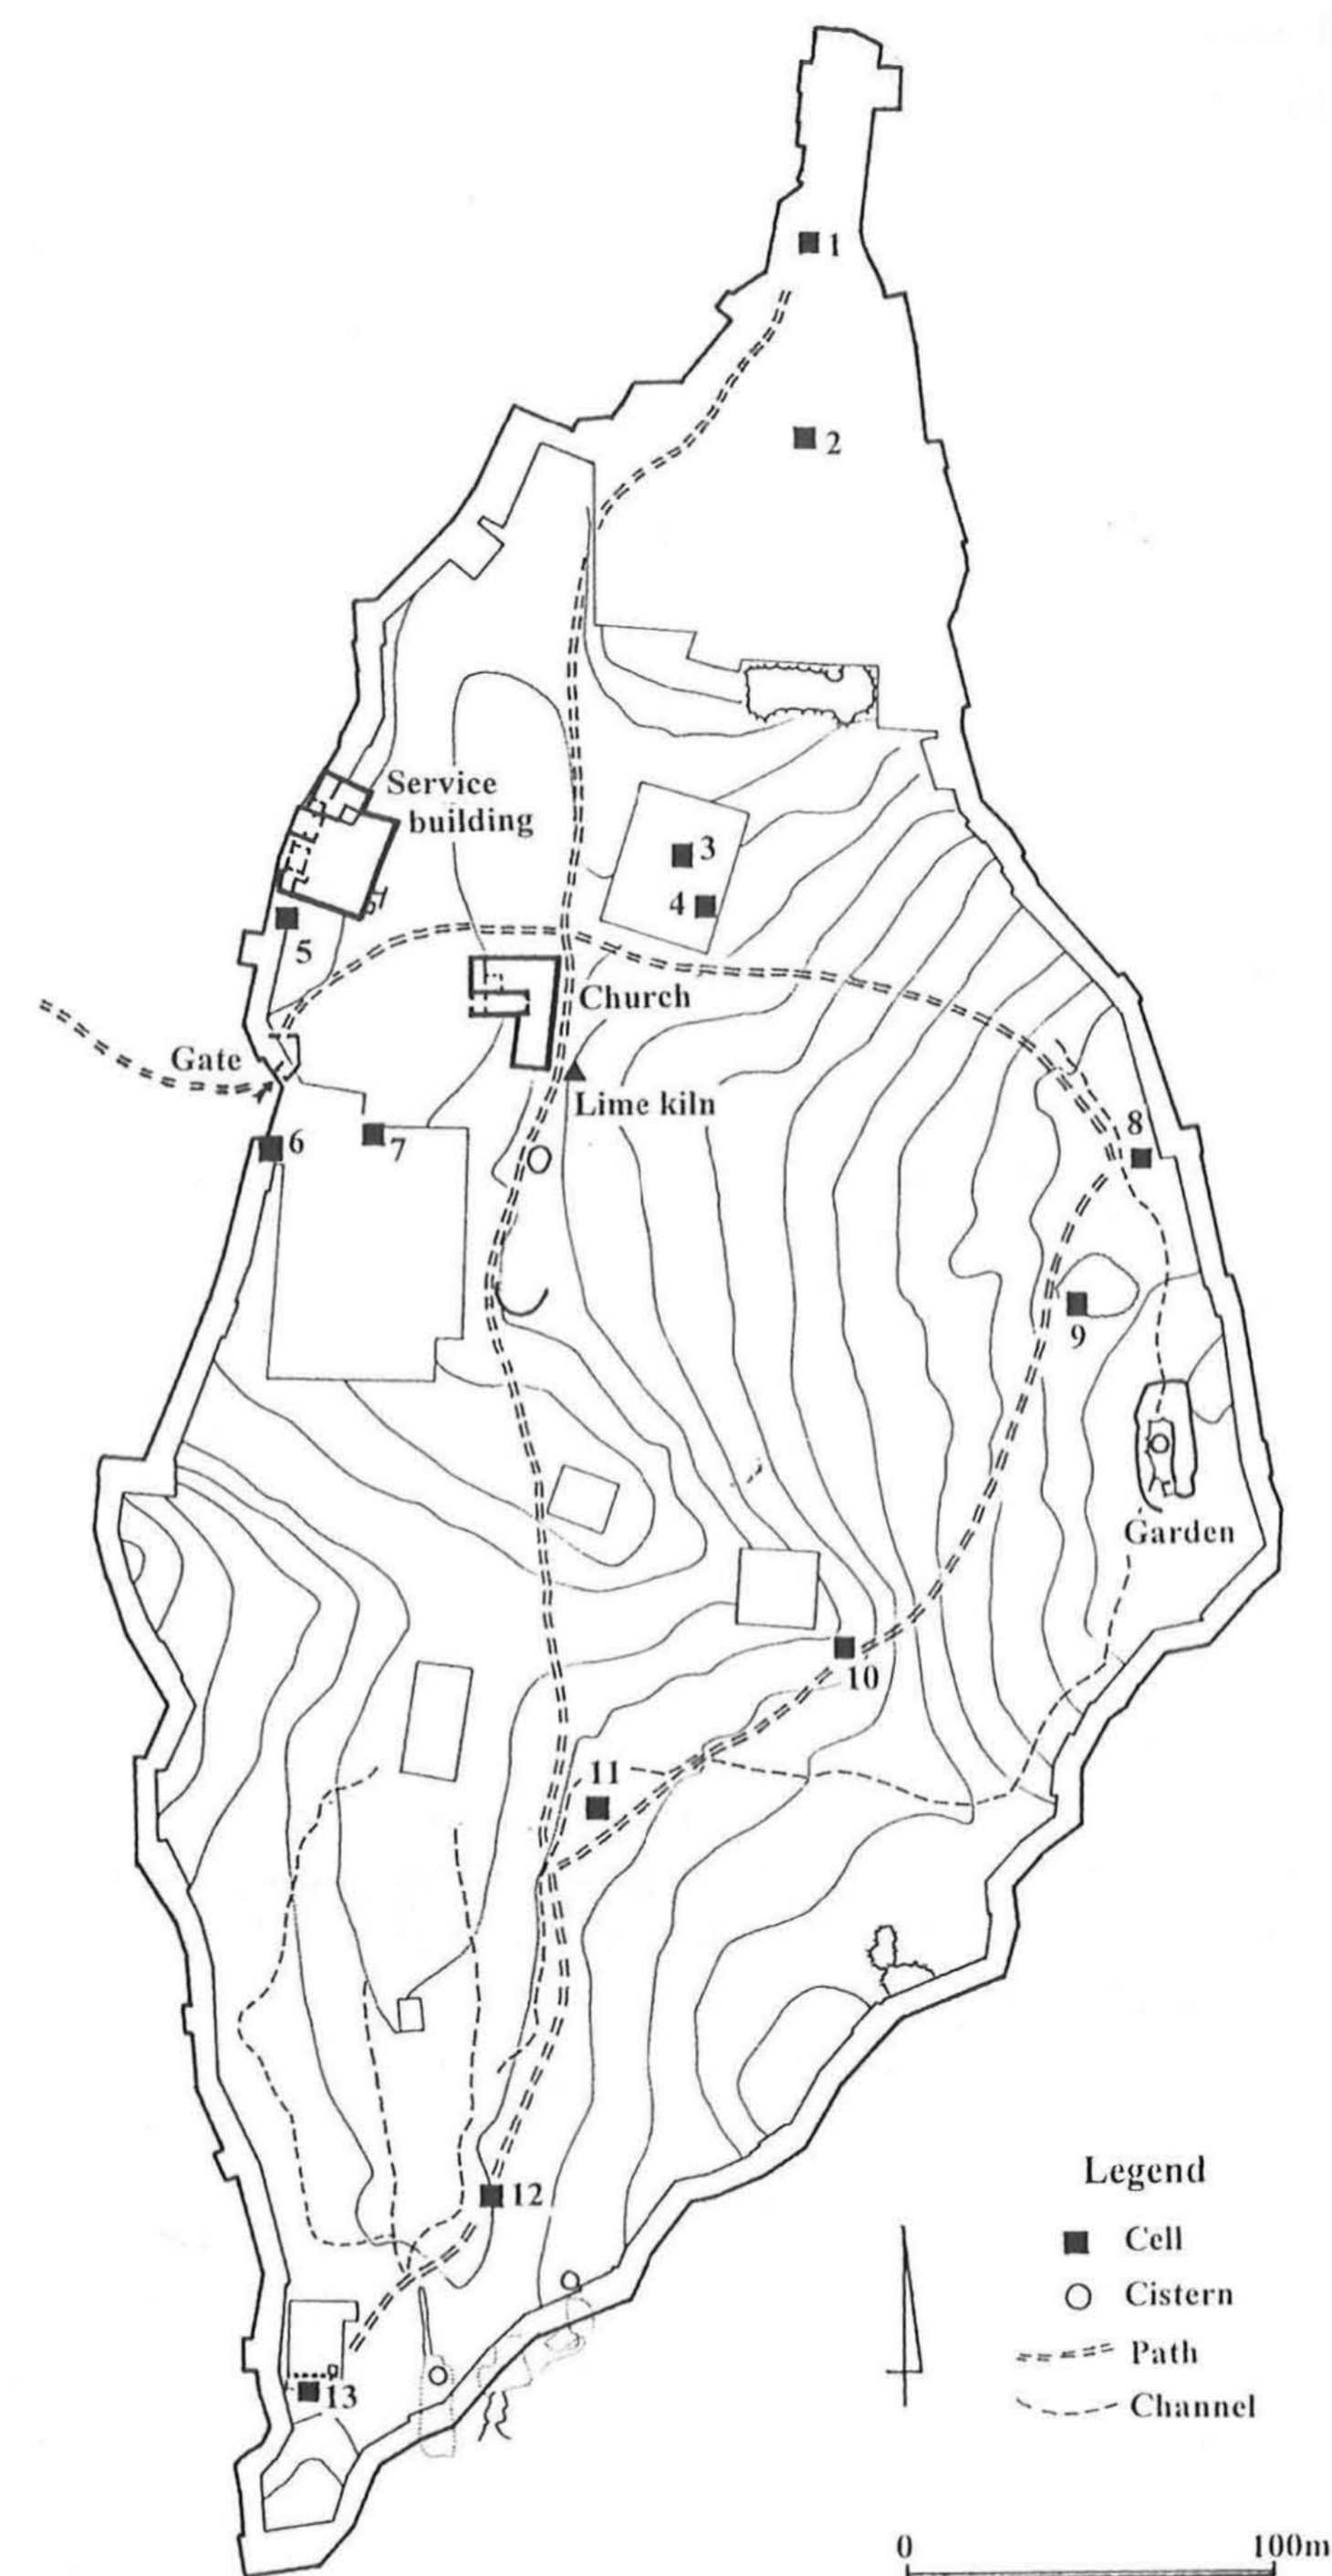 1
2
Service
building
3
4
5
Church
Gate
Lime kiln
6
7
8
9
Garden
10
11
12
13
Legend
Cell
Cistern
Path
Channel
0 100m